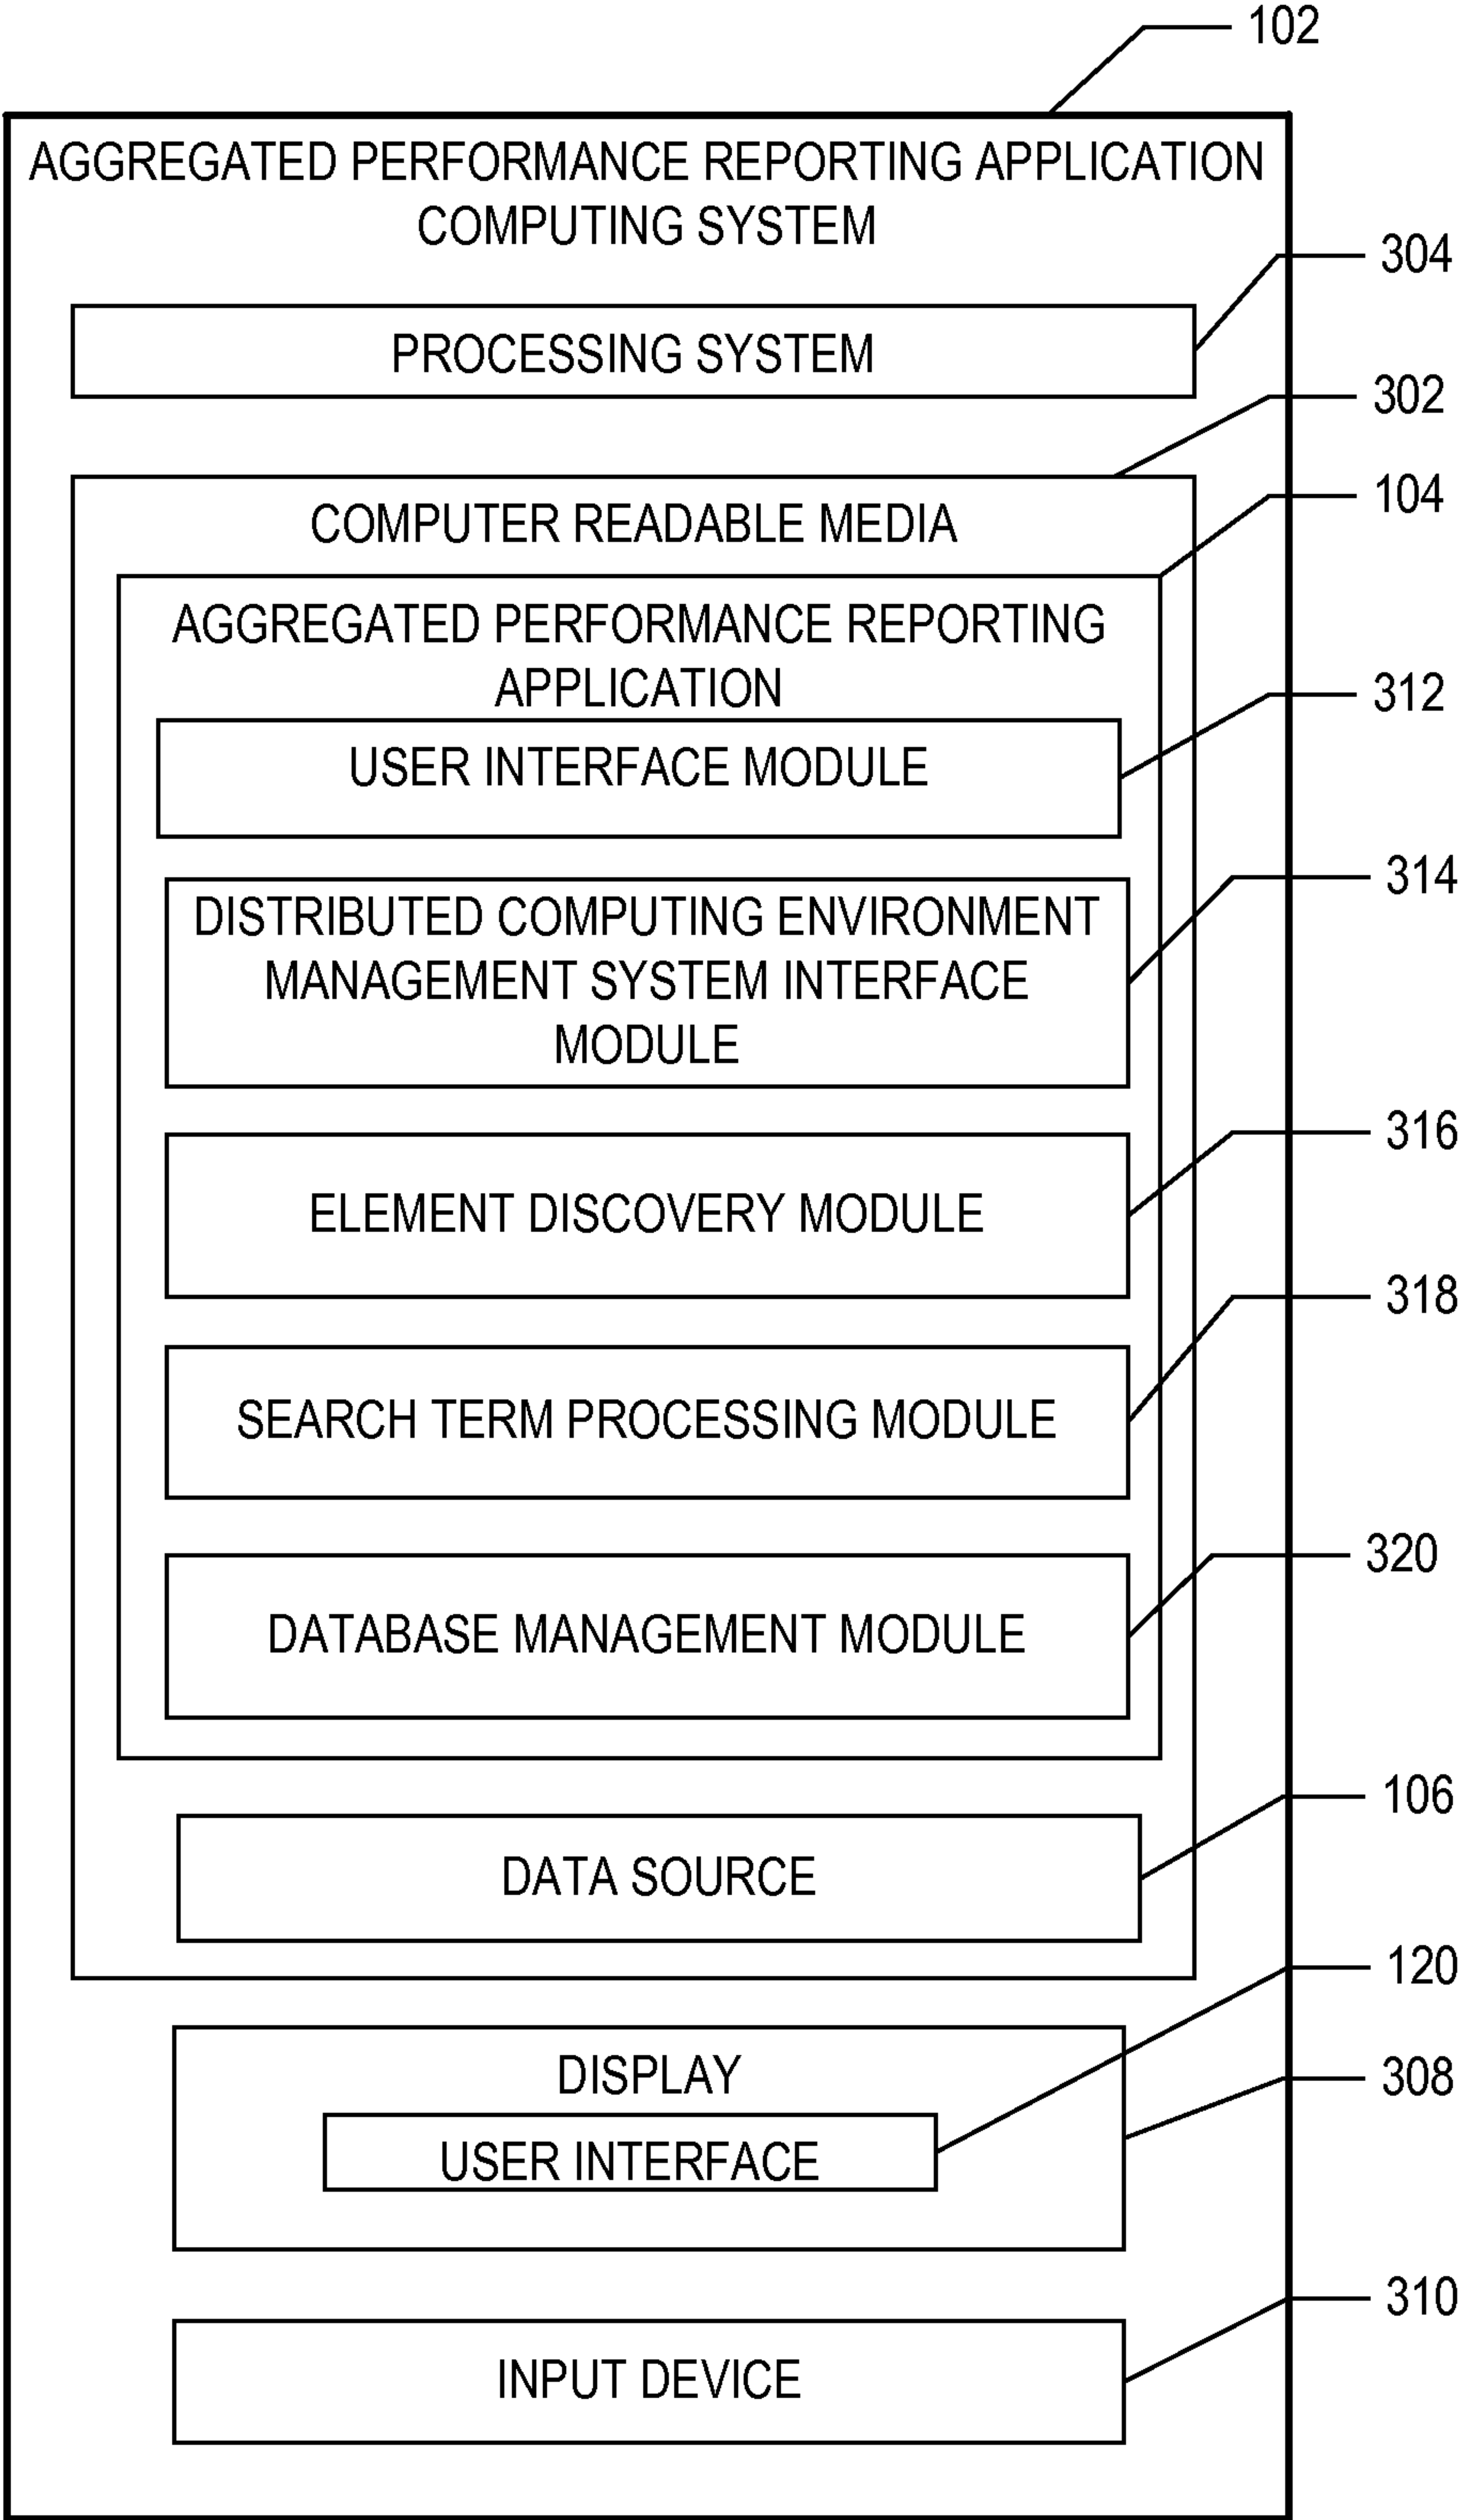 102
AGGREGATED PERFORMANCE REPORTING APPLICATION
COMPUTING SYSTEM
304
PROCESSING SYSTEM
302
COMPUTER READABLE MEDIA
104
AGGREGATED PERFORMANCE REPORTING
APPLICATION
312
USER INTERFACE MODULE
314
DISTRIBUTED COMPUTING ENVIRONMENT
MANAGEMENT SYSTEM INTERFACE
MODULE
316
ELEMENT DISCOVERY MODULE
318
SEARCH TERM PROCESSING MODULE
320
DATABASE MANAGEMENT MODULE
106
DATA SOURCE
120
DISPLAY
308
USER INTERFACE
310
INPUT DEVICE